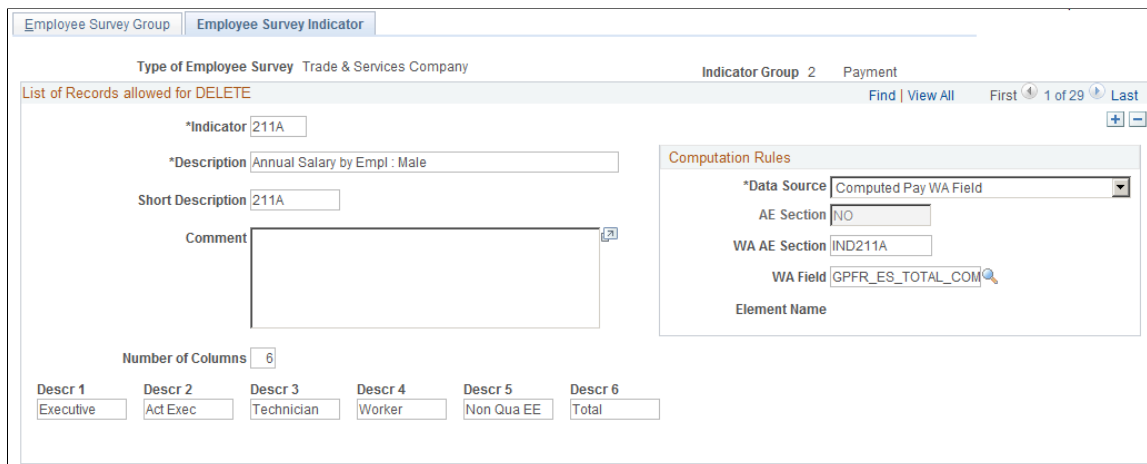 Employee Survey Group Employee Survey Indicator
Type of Employee Survey Trade & Services Company Indicator Group 2 Payment
List of Records allowed for DELETE Find | View All First 1 of 29 Last
*Indicator 211A
*Description Annual Salary by Empl : Male
Short Description 211A
Comment
Computation Rules
*Data Source Computed Pay WA Field
AE Section NO
WA AE Section IND211A
WA Field GPFR_ES_TOTAL_COM
Element Name
Number of Columns 6
Descr 1 Descr 2 Descr 3 Descr 4 Descr 5 Descr 6
Executive Act Exec Technician Worker Non Qua EE Total